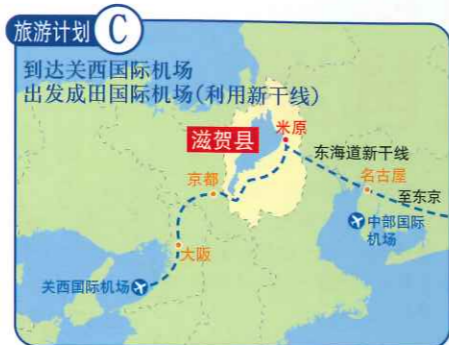 旅游计划 C
到达关西国际机场
出发成田国际机场(利用新干线)
滋贺县
米原
东海道新干线
京都
名古屋
至东京
中部国际
机场
大阪
关西国际机场